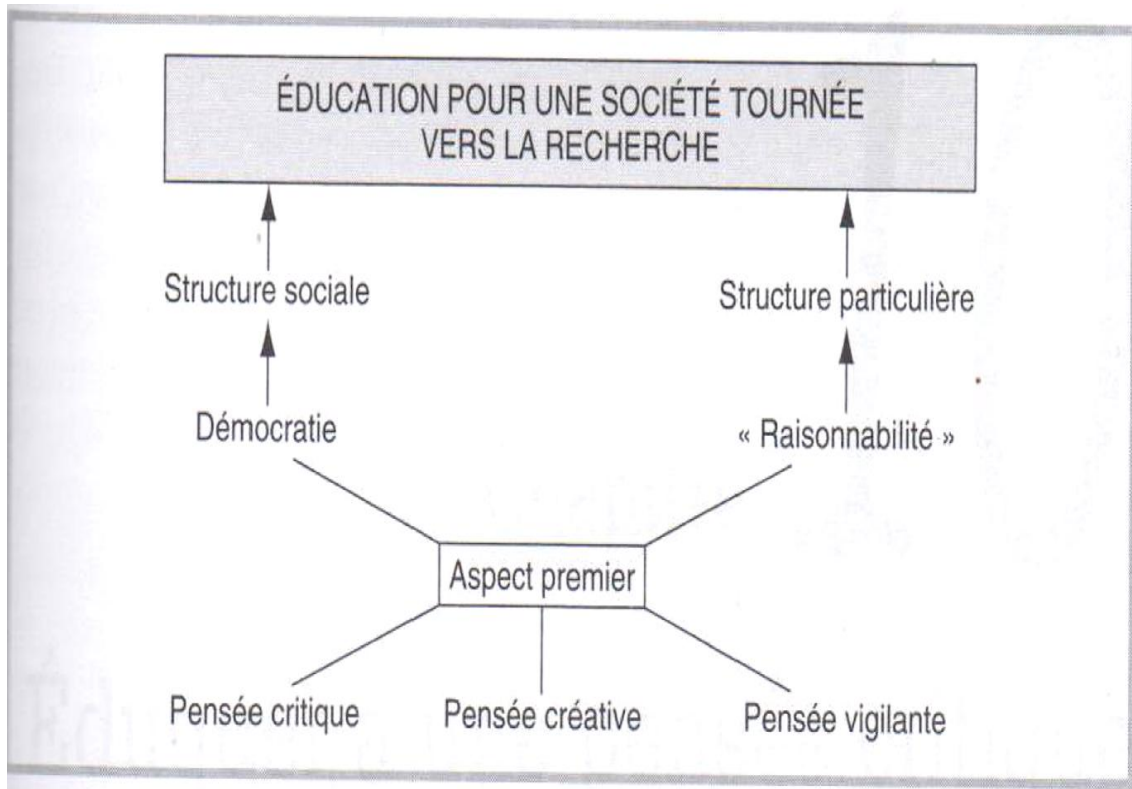 ÉDUCATION POUR UNE SOCIÉTÉ TOURNÉE
VERS LA RECHERCHE
Structure sociale
Structure particulière
Démocratie
« Raisonnabilité »
Aspect premier
Pensée critique
Pensée créative
Pensée vigilante